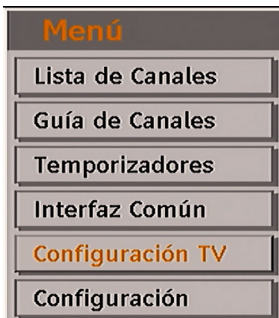 Menú
Lista de Canales
Guía de Canales
Temporizadores
Interfaz Común
Configuración TV
Configuración